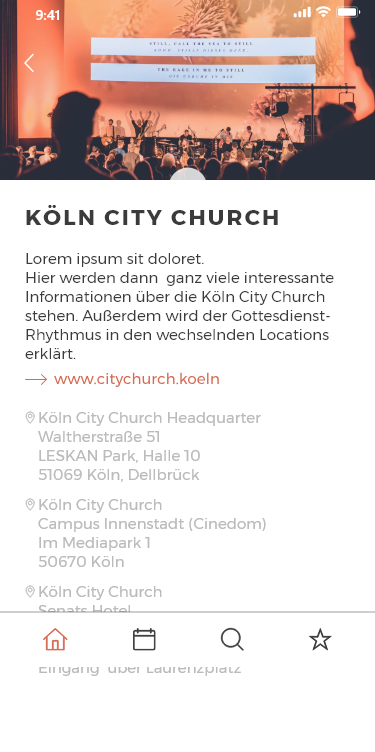 9:41
STILL, CALL THE SEA TO STILL
THE RAGE IN ME TO STILL
KÖLN CITY CHURCH
Lorem ipsum sit doloret.
Hier werden dann ganz viele interessante
Informationen über die Köln City Church
stehen. Außerdem wird der Gottesdienst-
Rhythmus in den wechselnden Locations
erklärt.
www.citychurch.koeln
Köln City Church Headquarter
Waltherstraße 51
LESKAN Park, Halle 10
51069 Köln, Dellbrück
Köln City Church
Campus Innenstadt (Cinedom)
Im Mediapark 1
50670 Köln
Köln City Church
Senats Hotel
Eingang über Laurenzplatz